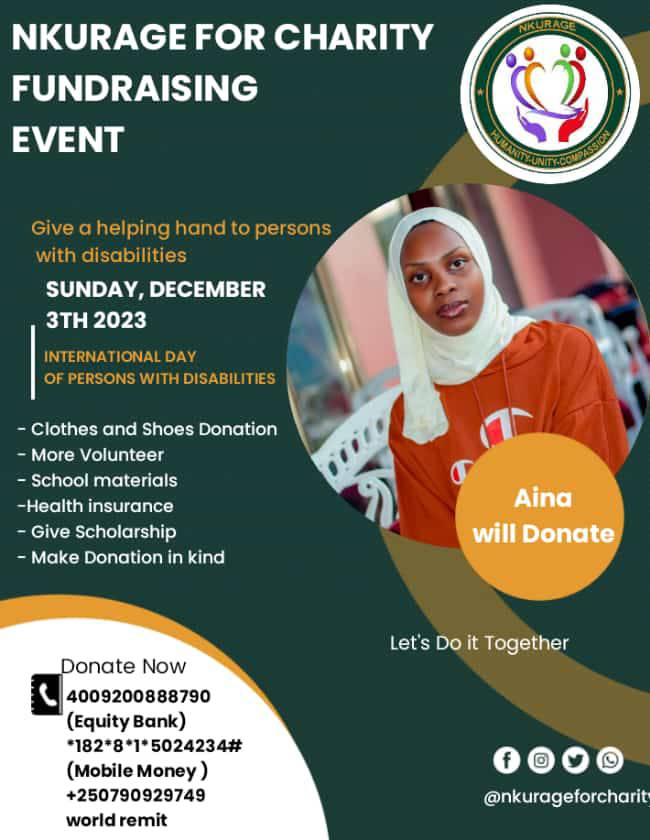 NKURAGE FOR CHARITY
FUNDRAISING
EVENT
NKURAGE
HUMANITY-UNITY-COMPASSION
Give a helping hand to persons
with disabilities
SUNDAY, DECEMBER
3TH 2023
INTERNATIONAL DAY
OF PERSONS WITH DISABILITIES
- Clothes and Shoes Donation
- More Volunteer
- School materials
-Health insurance
- Give Scholarship
- Make Donation in kind
Aina
will Donate
Let's Do it Together
Donate Now
4009200888790
(Equity Bank)
*182*8*1*5024234#
(Mobile Money )
+250790929749
world remit
@nkurageforcharity